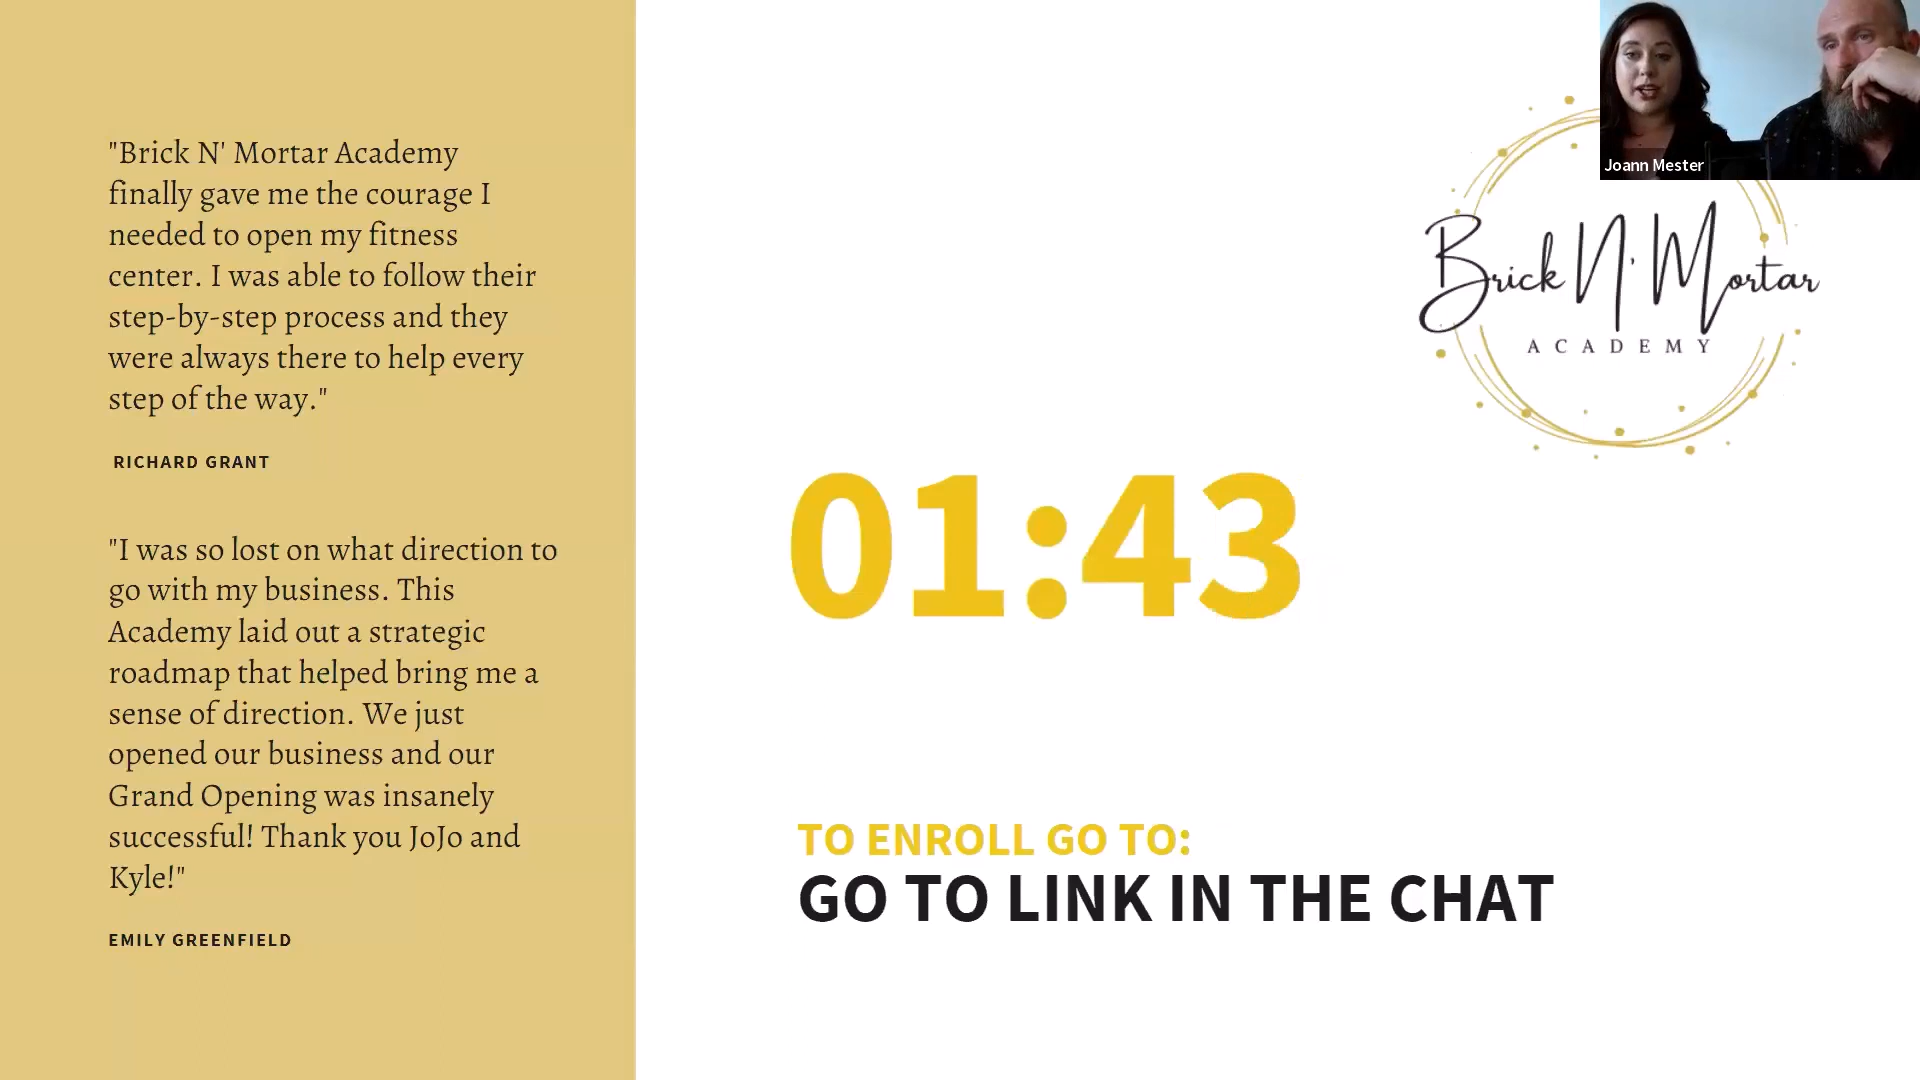 "Brick N' Mortar Academy
finally gave me the courage I
needed to open my fitness
center. I was able to follow their
step-by-step process and they
were always there to help every
step of the way."
RICHARD GRANT
"I was so lost on what direction to
go with my business. This
Academy laid out a strategic
roadmap that helped bring me a
sense of direction. We just
opened our business and our
Grand Opening was insanely
successful! Thank you JoJo and
Kyle!"
EMILY GREENFIELD
Joann Mester
Brick N' Mortar
ACADEMY
01:43
TO ENROLL GO TO:
GO TO LINK IN THE CHAT